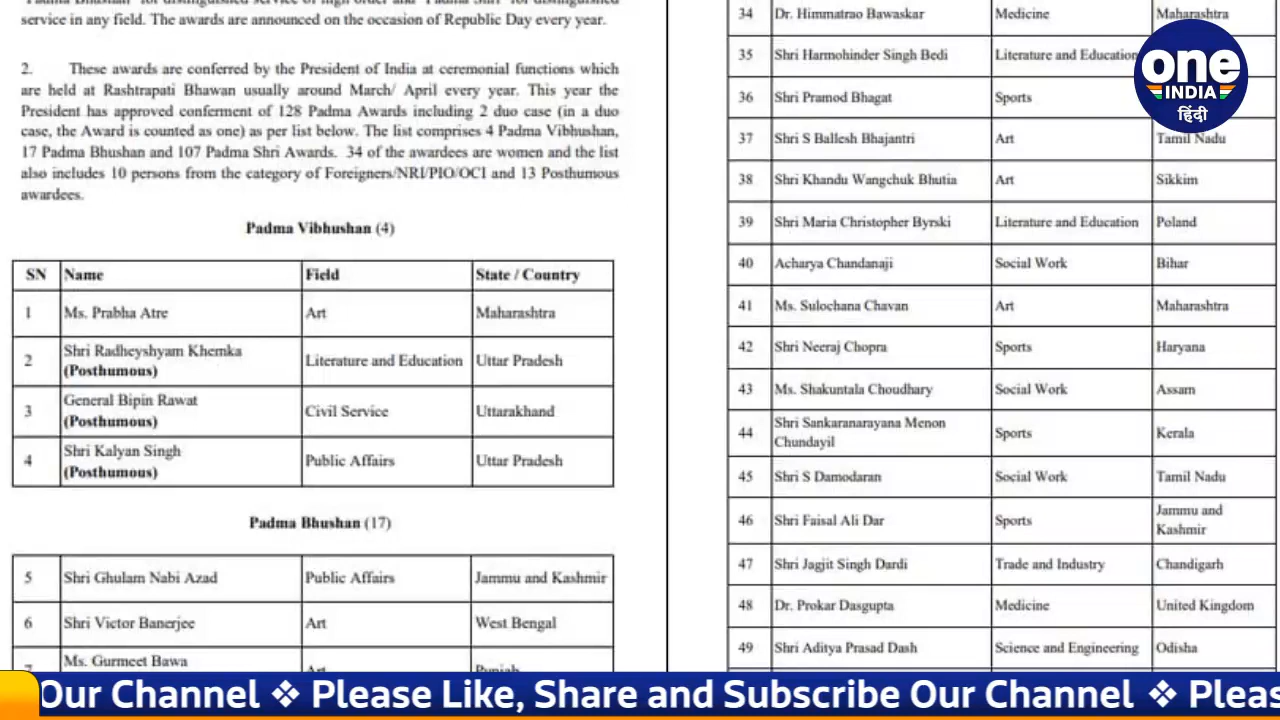 "Padma Bhushan" for distinguished service of high order and "Padma Shri" for distinguished
service in any field. The awards are announced on the occasion of Republic Day every year.
2. These awards are conferred by the President of India at ceremonial functions which
are held at Rashtrapati Bhawan usually around March/ April every year. This year the
President has approved conferment of 128 Padma Awards including 2 duo case (in a duo
case, the Award is counted as one) as per list below. The list comprises 4 Padma Vibhushan,
17 Padma Bhushan and 107 Padma Shri Awards. 34 of the awardees are women and the list
also includes 10 persons from the category of Foreigners/NRI/PIO/OCI and 13 Posthumous
awardees.
Padma Vibhushan (4)
SN Name Field State / Country
1 Ms. Prabha Atre Art Maharashtra
2 Shri Radheyshyam Khemka (Posthumous) Literature and Education Uttar Pradesh
3 General Bipin Rawat (Posthumous) Civil Service Uttarakhand
4 Shri Kalyan Singh (Posthumous) Public Affairs Uttar Pradesh
Padma Bhushan (17)
5 Shri Ghulam Nabi Azad Public Affairs Jammu and Kashmir
6 Shri Victor Banerjee Art West Bengal
7 Ms. Gurmeet Bawa Art Punjab
34 Dr. Himmatrao Bawaskar Medicine Maharashtra
35 Shri Harmohinder Singh Bedi Literature and Education
36 Shri Pramod Bhagat Sports
37 Shri S Ballesh Bhajantri Art Tamil Nadu
38 Shri Khandu Wangchuk Bhutia Art Sikkim
39 Shri Maria Christopher Byrski Literature and Education Poland
40 Acharya Chandanaji Social Work Bihar
41 Ms. Sulochana Chavan Art Maharashtra
42 Shri Neeraj Chopra Sports Haryana
43 Ms. Shakuntala Choudhary Social Work Assam
44 Shri Sankaranarayana Menon Chundayil Sports Kerala
45 Shri S Damodaran Social Work Tamil Nadu
46 Shri Faisal Ali Dar Sports Jammu and Kashmir
47 Shri Jagjit Singh Dardi Trade and Industry Chandigarh
48 Dr. Prokar Dasgupta Medicine United Kingdom
49 Shri Aditya Prasad Dash Science and Engineering Odisha
one
INDIA
हिंदी
Our Channel ❖ Please Like, Share and Subscribe Our Channel ❖ Pleas